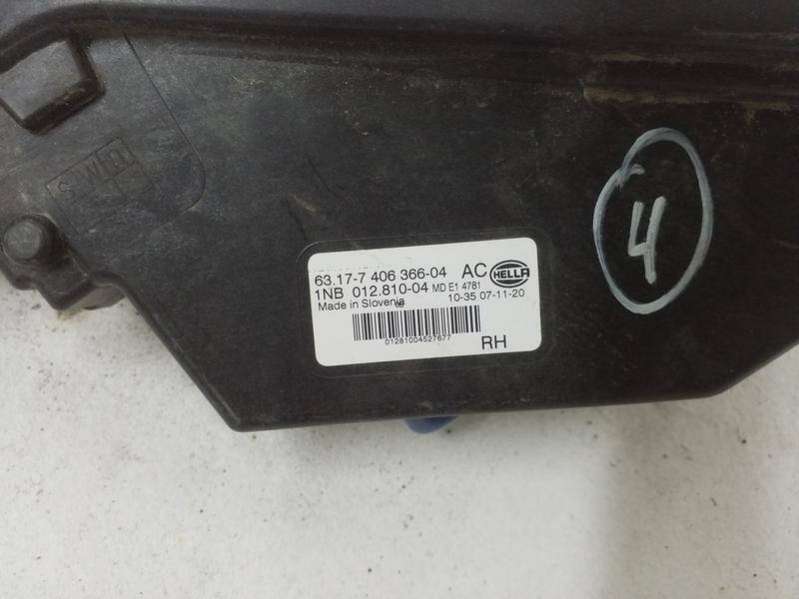 63.17-7 406 366-04 AC HELLA
1NB 012.810-04 MD E1 4781
Made in Slovenia 10-35 07-11-20
01281004527677
RH
4